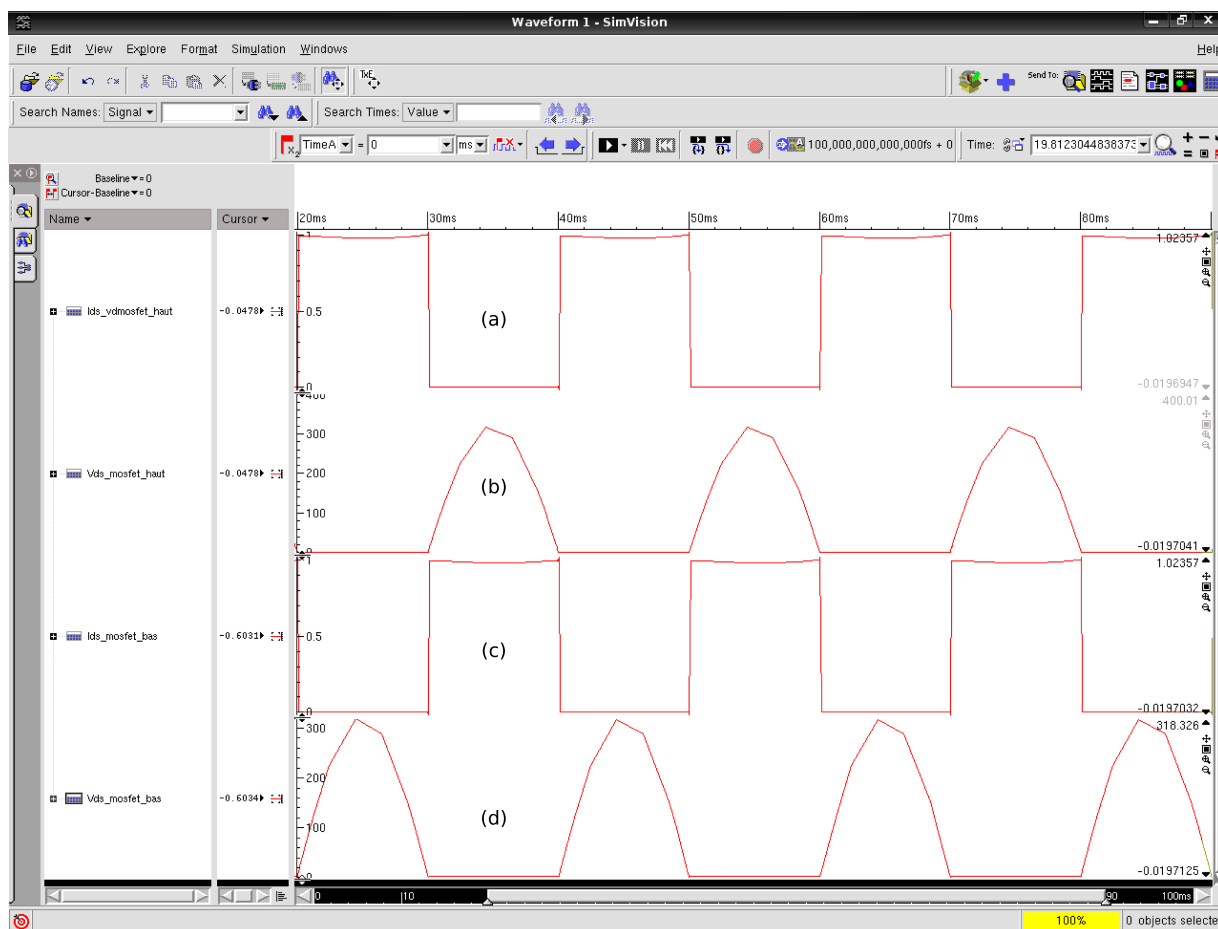 Waveform 1 - SimVision
File Edit View Explore Format Simulation Windows Help
TXE
Send To:
Search Names: Signal Search Times: Value
TimeA = 0 ms 100,000,000,000,000fs + 0 Time: 19.8123044838373
Baseline = 0
Cursor-Baseline = 0
Name Cursor 20ms 30ms 40ms 50ms 60ms 70ms 80ms
1 1.02357
Ids_vdmosfet_haut -0.0478 0.5 (a)
0 -0.0196947
400 400.01
300
Vds_mosfet_haut -0.0478 200 (b)
100
0 -0.0197041
1 1.02357
Ids_mosfet_bas -0.6031 0.5 (c)
0 -0.0197032
300 318.326
200
Vds_mosfet_bas -0.6034 (d)
100
0 -0.0197125
0 10 90 100ms
100% 0 objects selecte